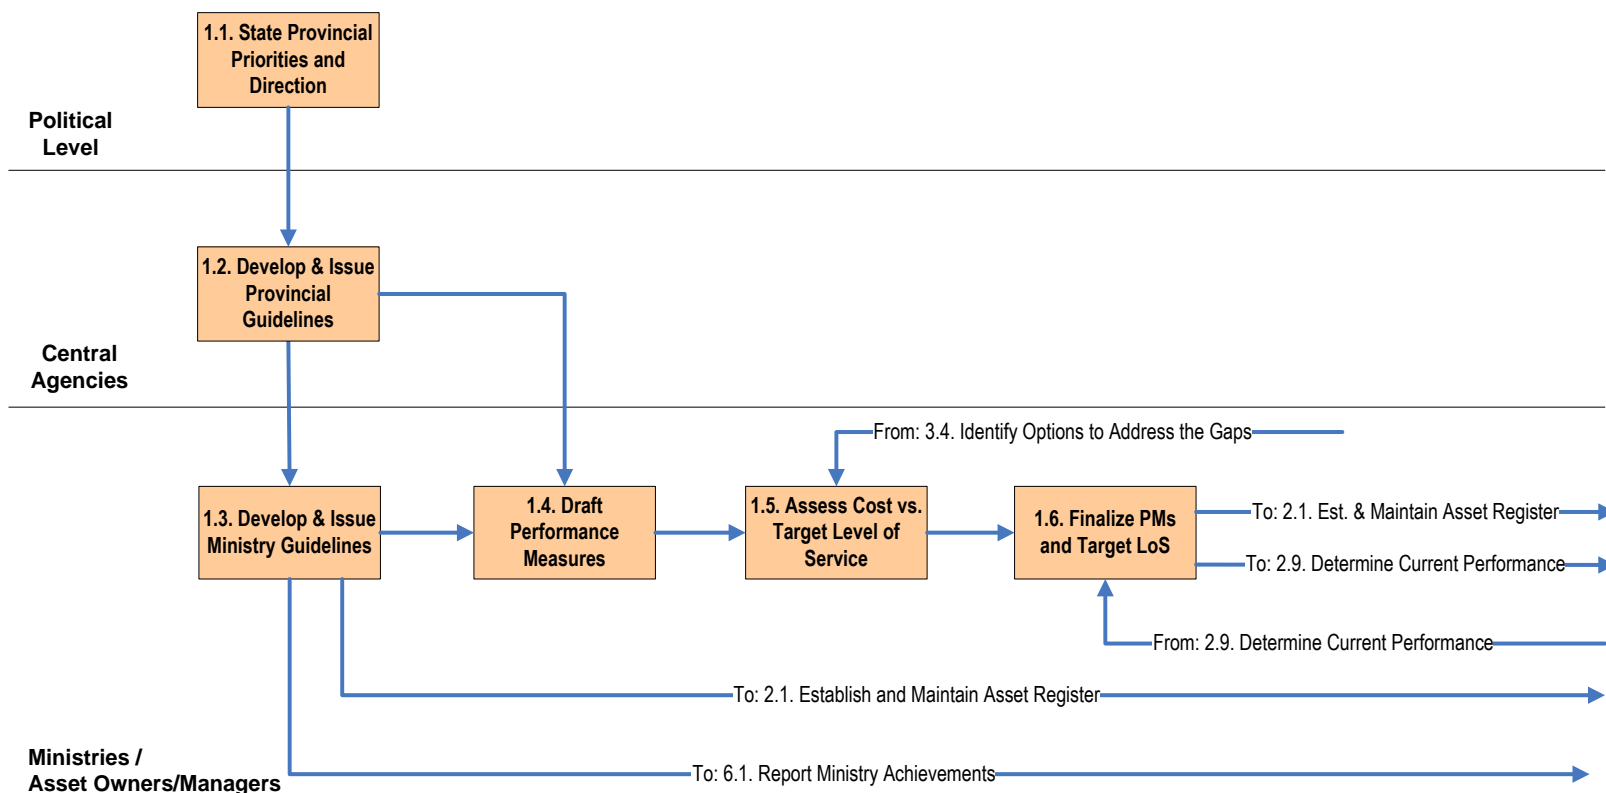 1.1. State Provincial
Priorities and
Direction
Political
Level
1.2. Develop & Issue
Provincial
Guidelines
Central
Agencies
From: 3.4. Identify Options to Address the Gaps
1.3. Develop & Issue
Ministry Guidelines
1.4. Draft
Performance
Measures
1.5. Assess Cost vs.
Target Level of
Service
1.6. Finalize PMs
and Target LoS
To: 2.1. Est. & Maintain Asset Register
To: 2.9. Determine Current Performance
From: 2.9. Determine Current Performance
To: 2.1. Establish and Maintain Asset Register
Ministries /
Asset Owners/Managers
To: 6.1. Report Ministry Achievements